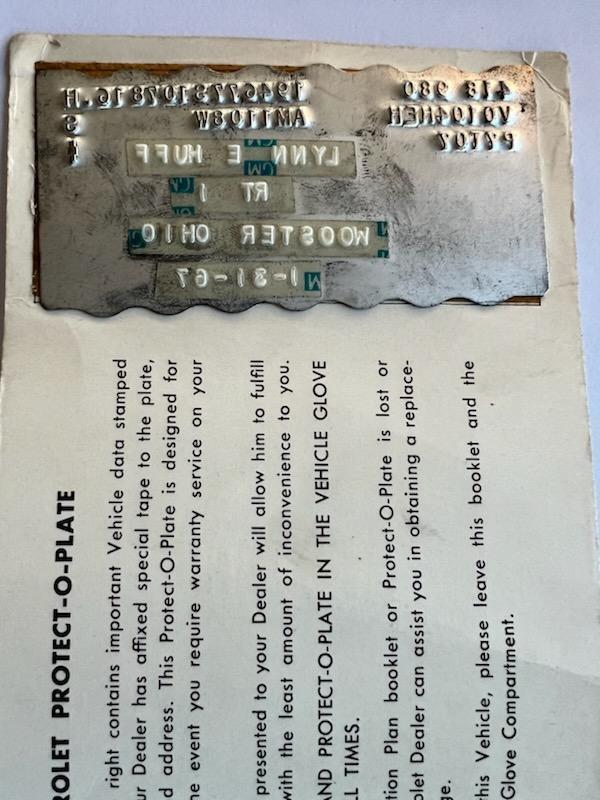 AM1108W
LYNN E HUFF
RT 1
WOOSTER OHIO
1-31-67
ROLET PROTECT-O-PLATE
right contains important Vehicle data stamped
ur Dealer has affixed special tape to the plate,
d address. This Protect-O-Plate is designed for
he event you require warranty service on your
presented to your Dealer will allow him to fulfill
with the least amount of inconvenience to you.
AND PROTECT-O-PLATE IN THE VEHICLE GLOVE
LL TIMES.
tion Plan booklet or Protect-O-Plate is lost or
olet Dealer can assist you in obtaining a replace-
ge.
his Vehicle, please leave this booklet and the
Glove Compartment.